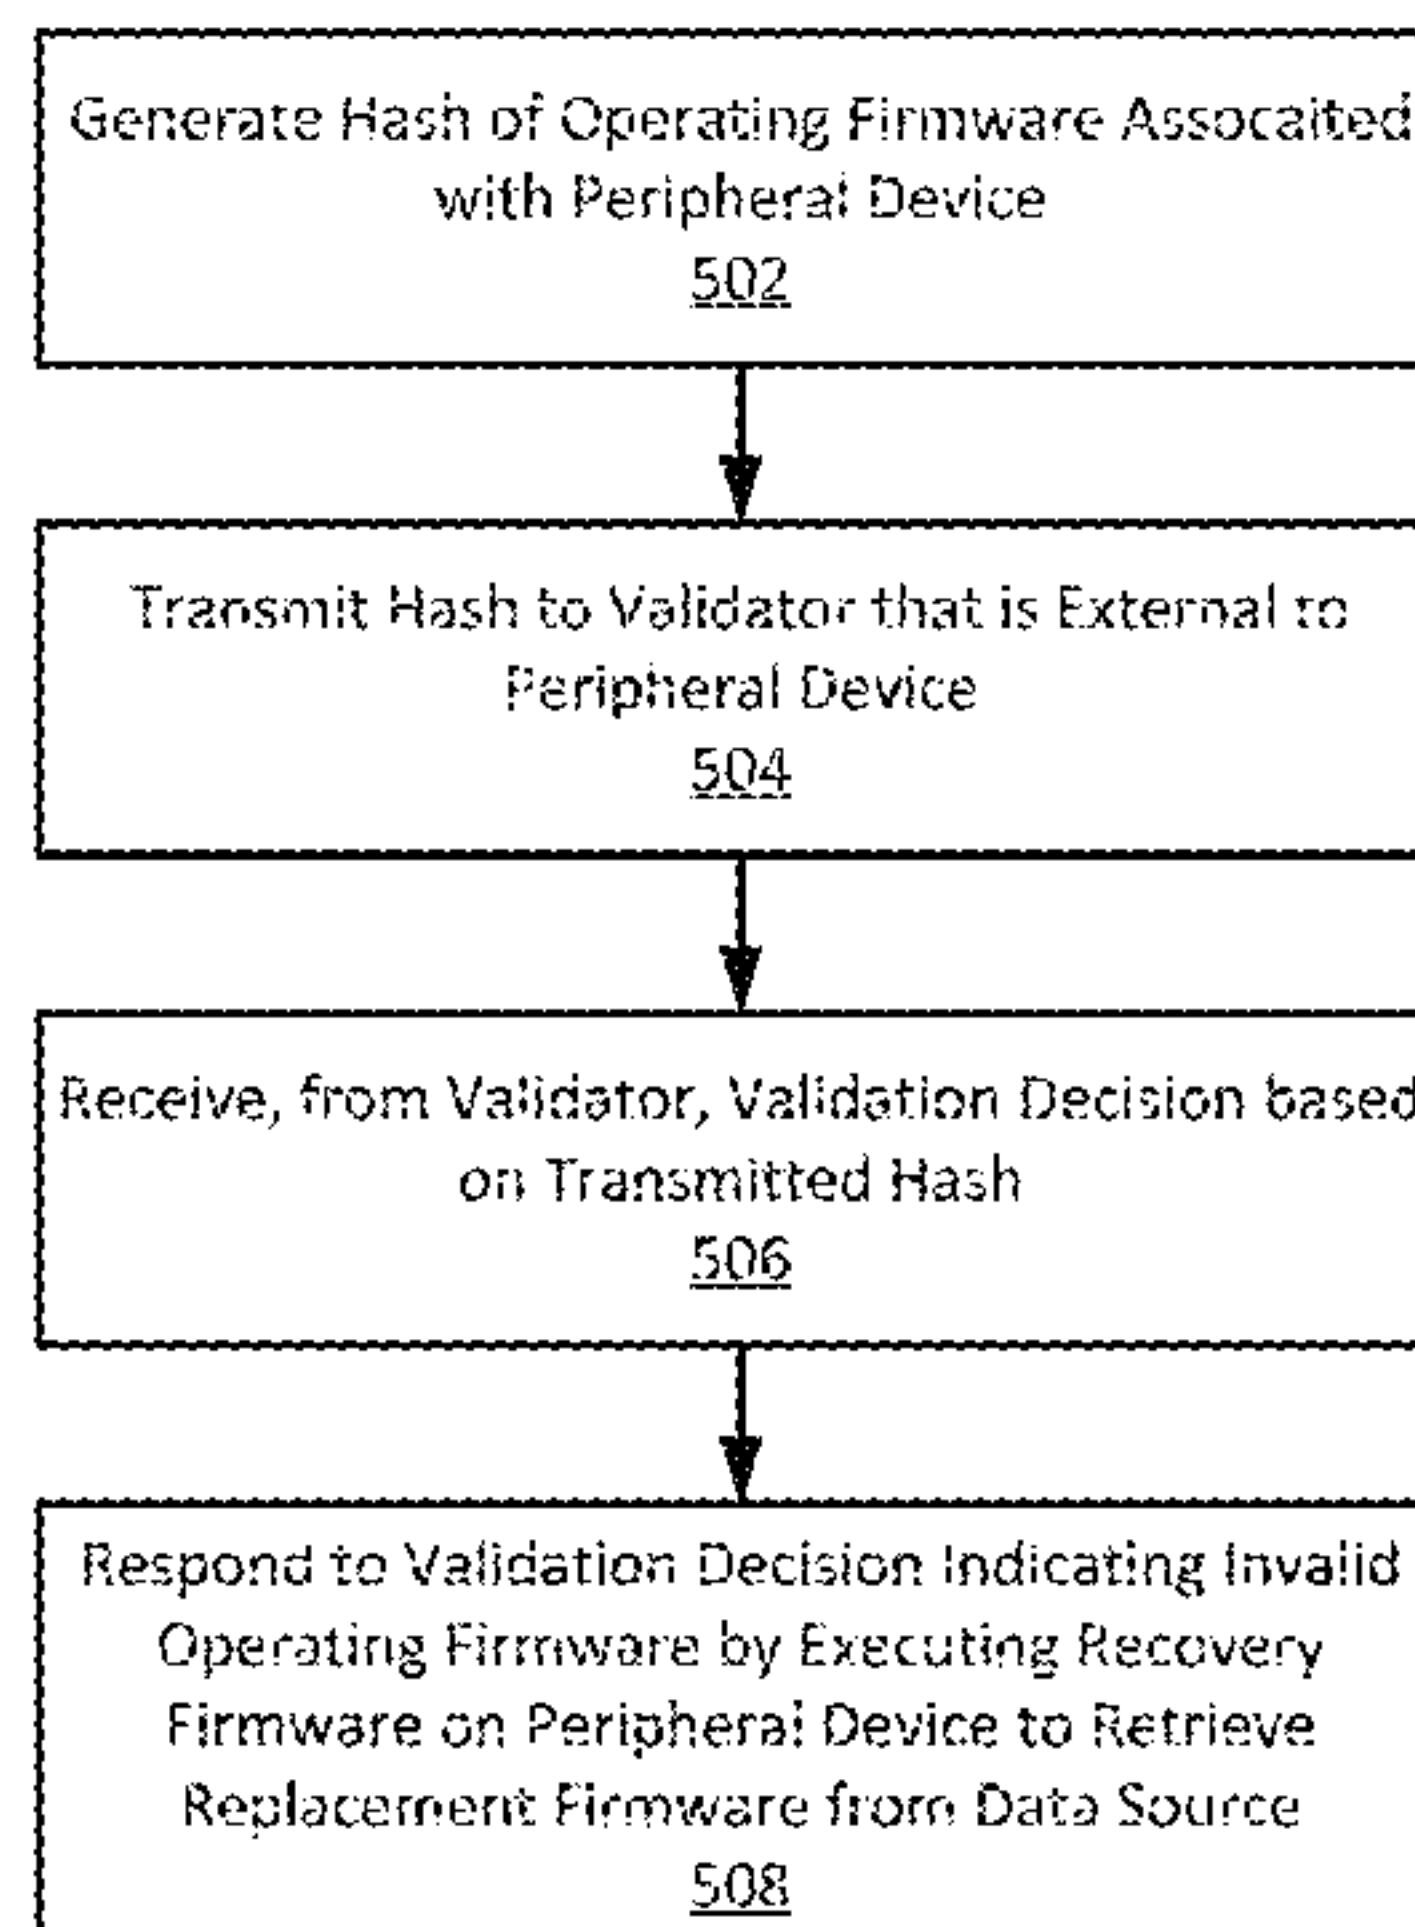 Generate Hash of Operating Firmware Assocaited
with Peripheral Device
502
Transmit Hash to Validator that is External to
Peripheral Device
504
Receive, from Validator, Validation Decision based
on Transmitted Hash
506
Respond to Validation Decision Indicating Invalid
Operating Firmware by Executing Recovery
Firmware on Peripheral Device to Retrieve
Replacement Firmware from Data Source
508